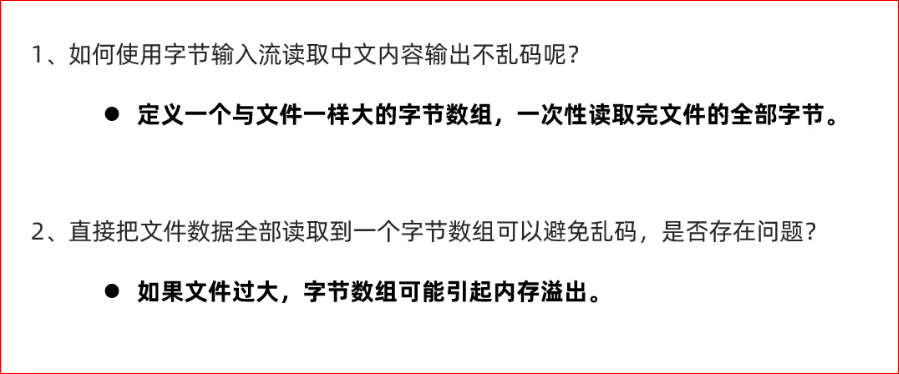 1、如何使用字节输入流读取中文内容输出不乱码呢？
● 定义一个与文件一样大的字节数组，一次性读取完文件的全部字节。
2、直接把文件数据全部读取到一个字节数组可以避免乱码，是否存在问题？
● 如果文件过大，字节数组可能引起内存溢出。